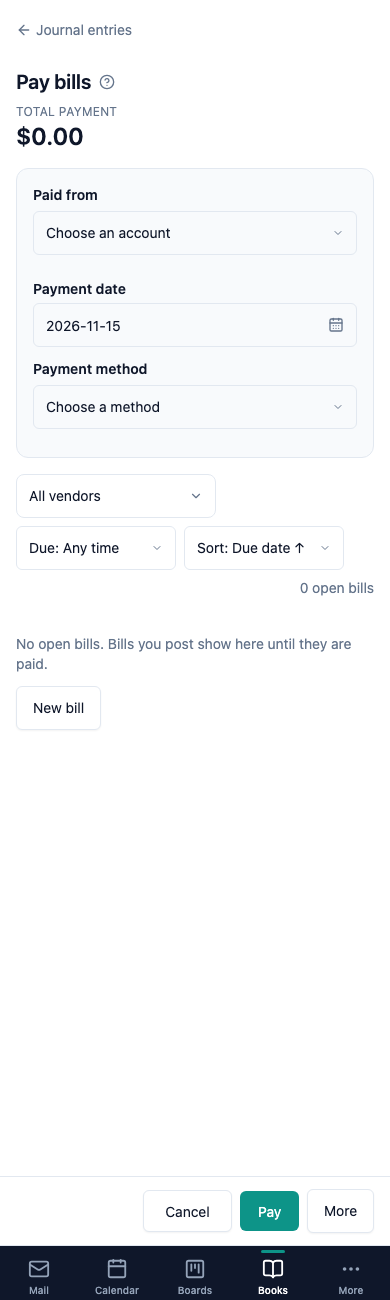 Journal entries
Pay bills
TOTAL PAYMENT
$0.00
Paid from
Choose an account
Payment date
2026-11-15
Payment method
Choose a method
All vendors
Due: Any time
Sort: Due date ↑
0 open bills
No open bills. Bills you post show here until they are
paid.
New bill
Cancel
Pay
More
Mail
Calendar
Boards
Books
More